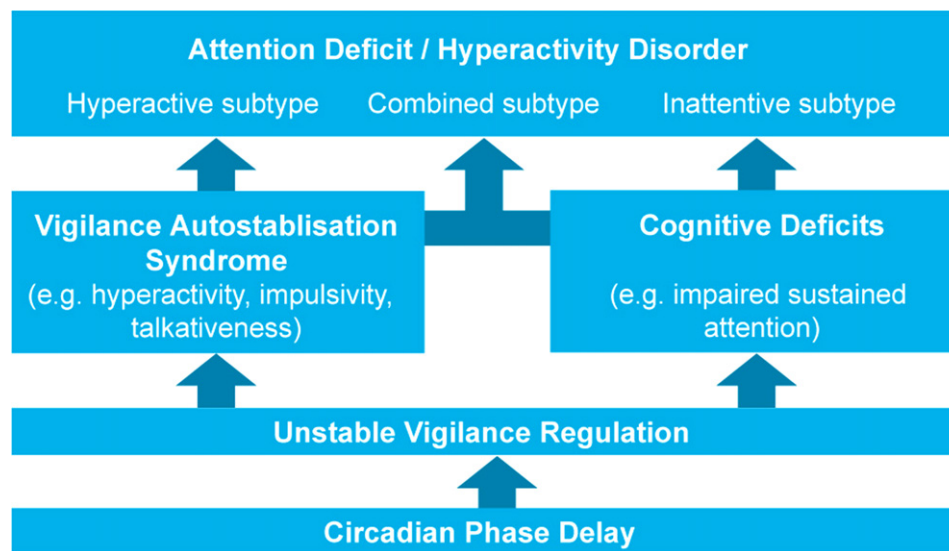 Attention Deficit / Hyperactivity Disorder
Hyperactive subtype Combined subtype Inattentive subtype
Vigilance Autostablisation
Syndrome
(e.g. hyperactivity, impulsivity,
talkativeness)
Cognitive Deficits
(e.g. impaired sustained
attention)
Unstable Vigilance Regulation
Circadian Phase Delay